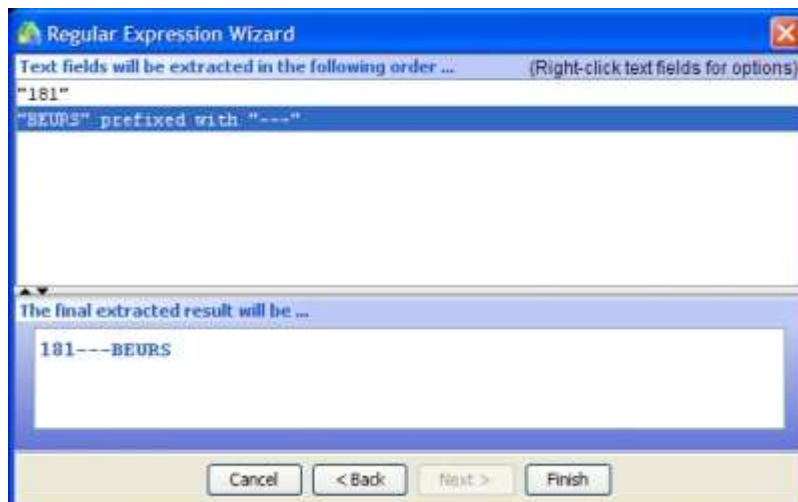 Regular Expression Wizard
Text fields will be extracted in the following order ... (Right-click text fields for options)
"181"
"BEURS" prefixed with "---"
The final extracted result will be ...
181---BEURS
Cancel < Back Next > Finish